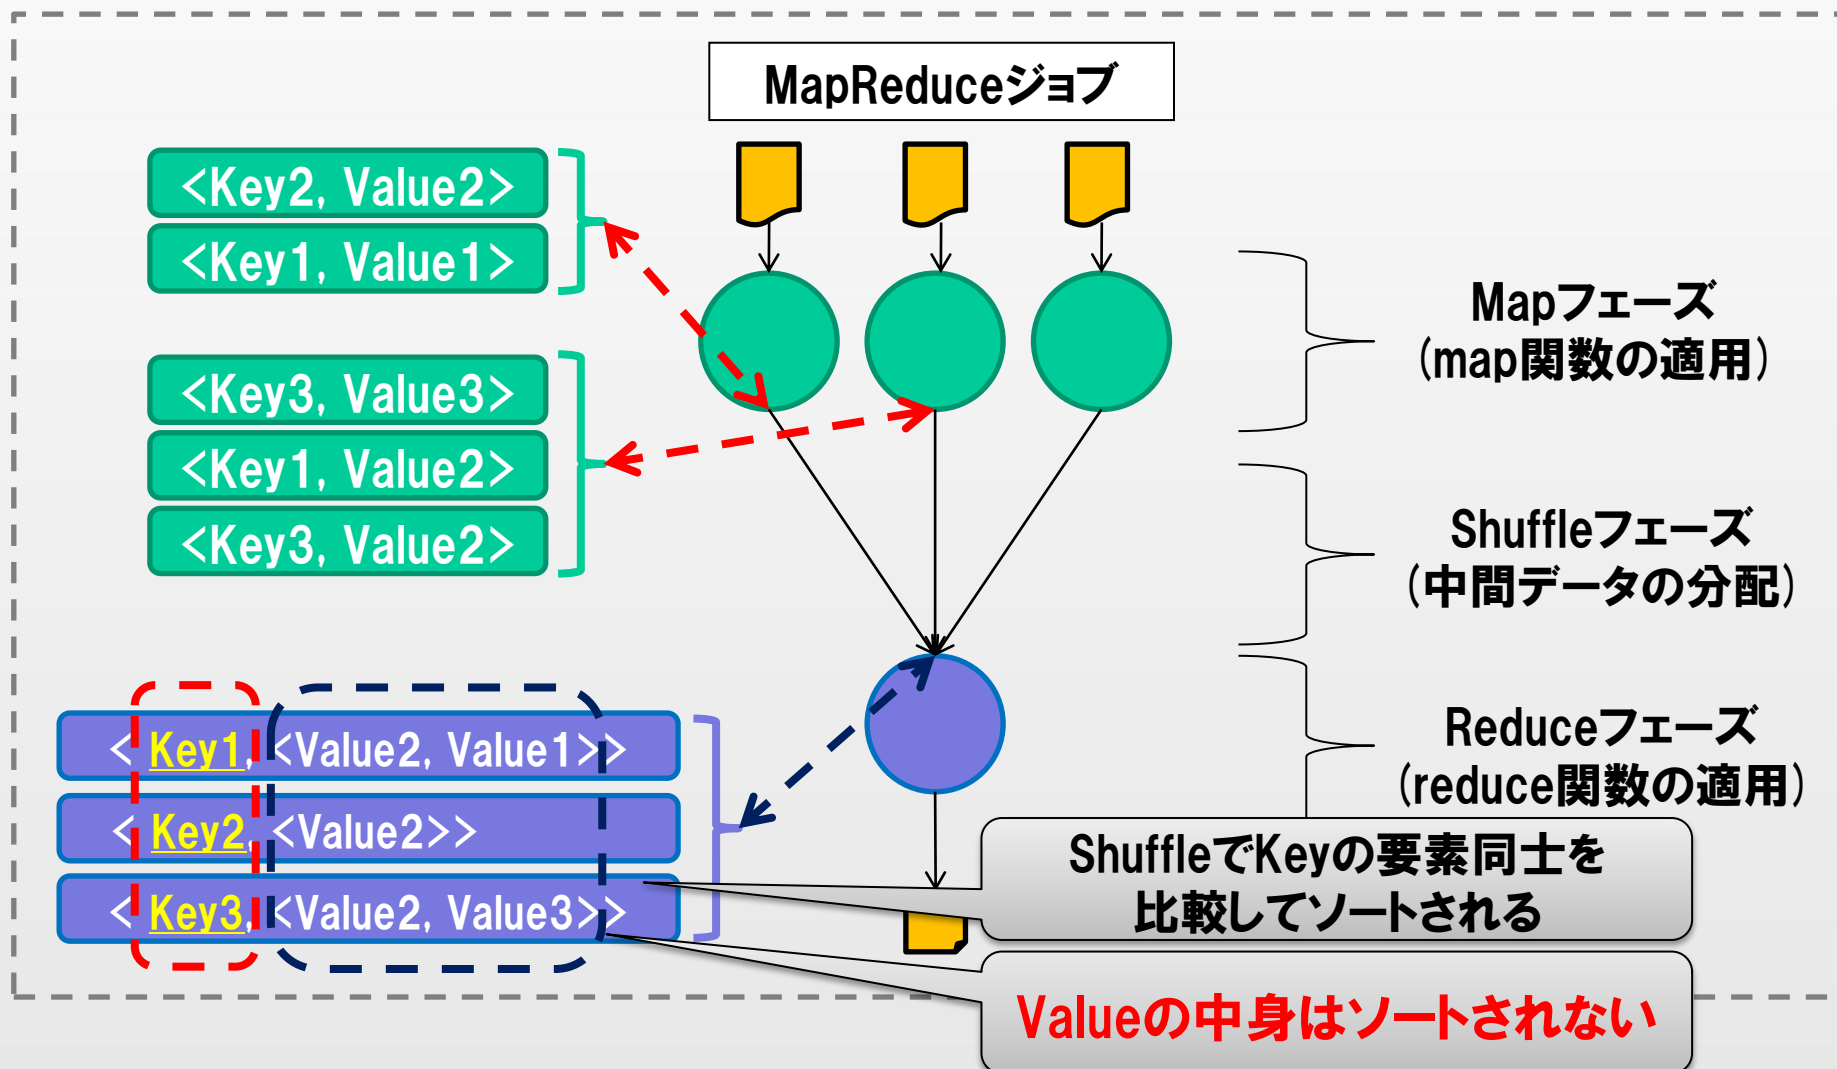 MapReduceジョブ
<Key2, Value2>
<Key1, Value1>
<Key3, Value3>
<Key1, Value2>
<Key3, Value2>
Mapフェーズ
(map関数の適用)
Shuffleフェーズ
(中間データの分配)
Reduceフェーズ
(reduce関数の適用)
< Key1, <Value2, Value1>>
< Key2, <Value2>>
< Key3, <Value2, Value3>>
ShuffleでKeyの要素同士を
比較してソートされる
Valueの中身はソートされない